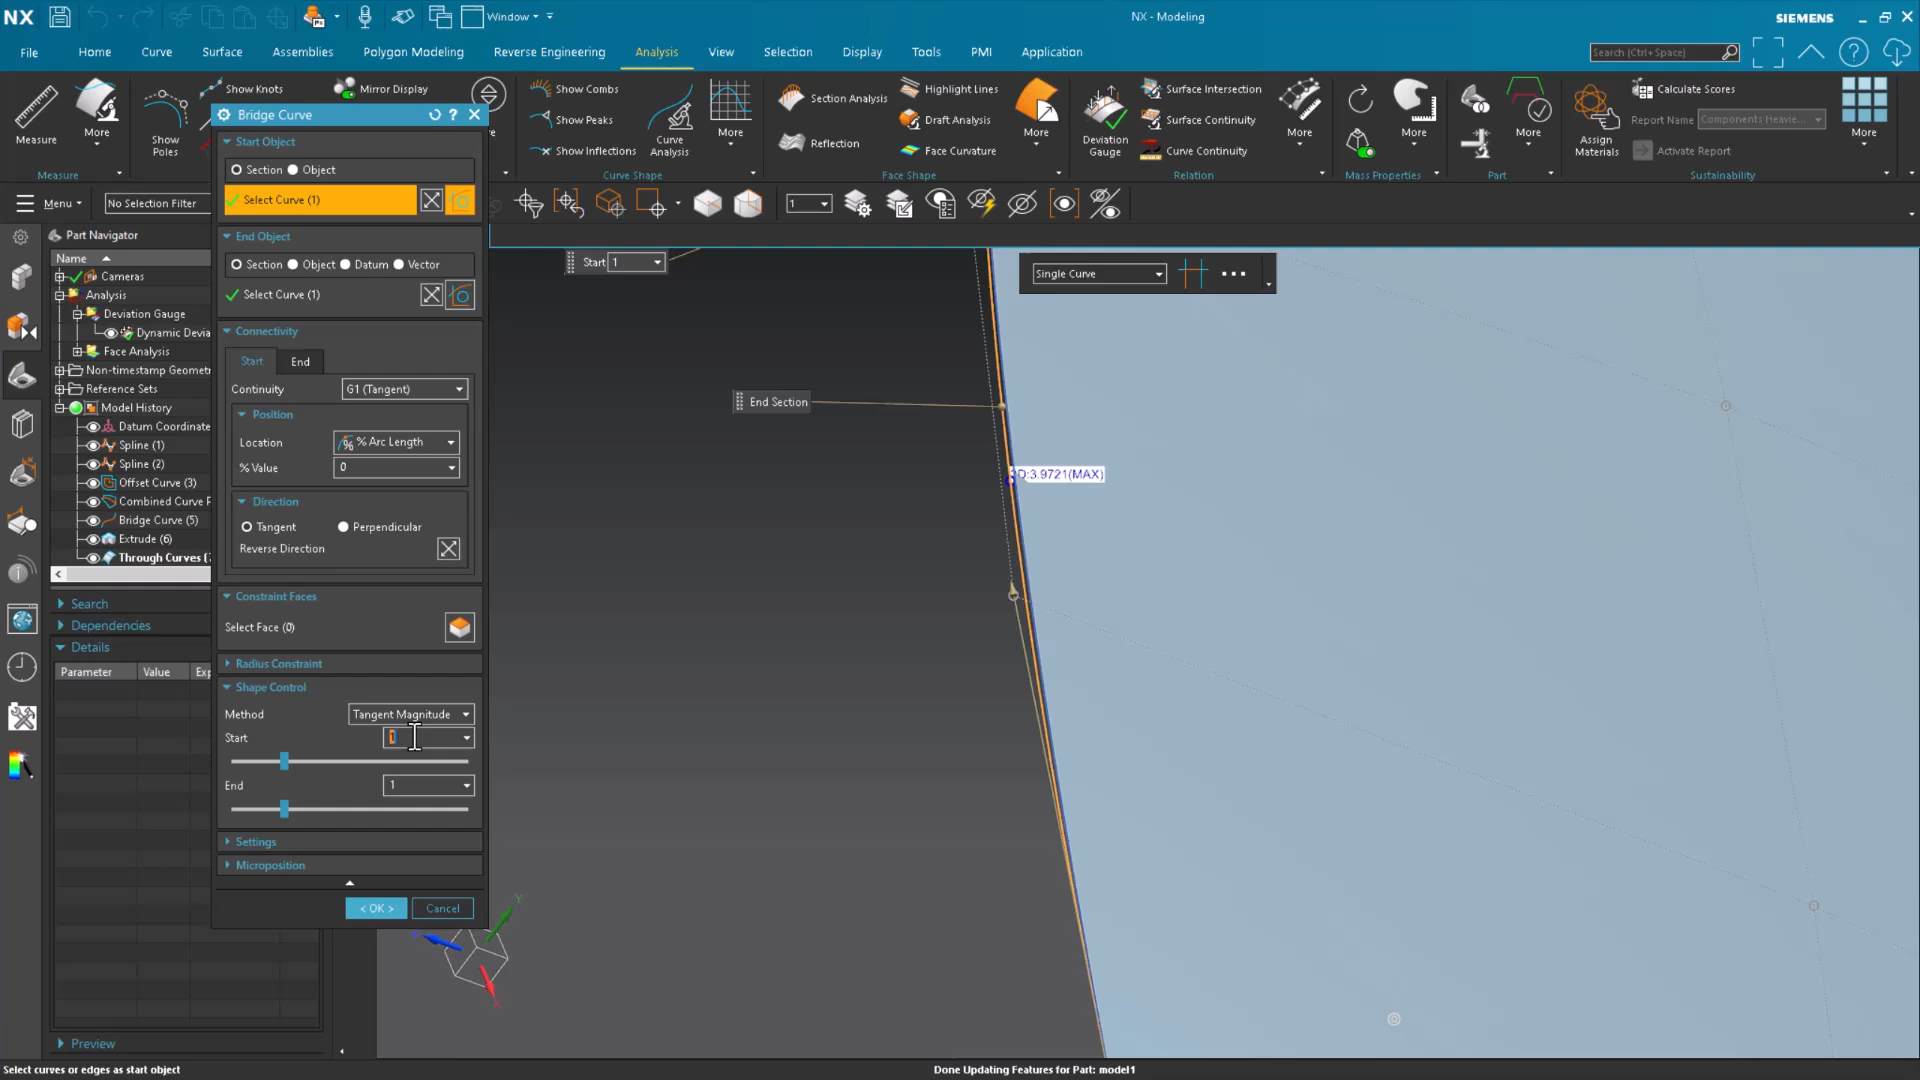 NX
Window
NX - Modeling
SIEMENS
File
Home
Curve
Surface
Assemblies
Polygon Modeling
Reverse Engineering
Analysis
View
Selection
Display
Tools
PMI
Application
Search (Ctrl+Space)
Measure
More
Show Poles
Show Knots
Mirror Display
Show Combs
Show Peaks
Show Inflections
Curve Analysis
More
Section Analysis
Reflection
Highlight Lines
Draft Analysis
Face Curvature
More
Deviation Gauge
Surface Intersection
Surface Continuity
Curve Continuity
More
More
More
Assign Materials
Calculate Scores
Report Name
Components Heavie...
Activate Report
More
Measure
Curve Shape
Face Shape
Relation
Mass Properties
Part
Sustainability
Menu
No Selection Filter
1
Part Navigator
Name
Cameras
Analysis
Deviation Gauge
Dynamic Devia
Face Analysis
Non-timestamp Geometr
Reference Sets
Model History
Datum Coordinate
Spline (1)
Spline (2)
Offset Curve (3)
Combined Curve P
Bridge Curve (5)
Extrude (6)
Through Curves (
Search
Dependencies
Details
Parameter
Value
Exp
Preview
Bridge Curve
Start Object
Section
Object
Select Curve (1)
End Object
Section
Object
Datum
Vector
Select Curve (1)
Connectivity
Start
End
Continuity
G1 (Tangent)
Position
Location
% Arc Length
% Value
0
Direction
Tangent
Perpendicular
Reverse Direction
Constraint Faces
Select Face (0)
Radius Constraint
Shape Control
Method
Tangent Magnitude
Start
1
End
1
Settings
Microposition
< OK >
Cancel
Start
1
Single Curve
End Section
D:3.9721(MAX)
Y
X
Select curves or edges as start object
Done Updating Features for Part: model1